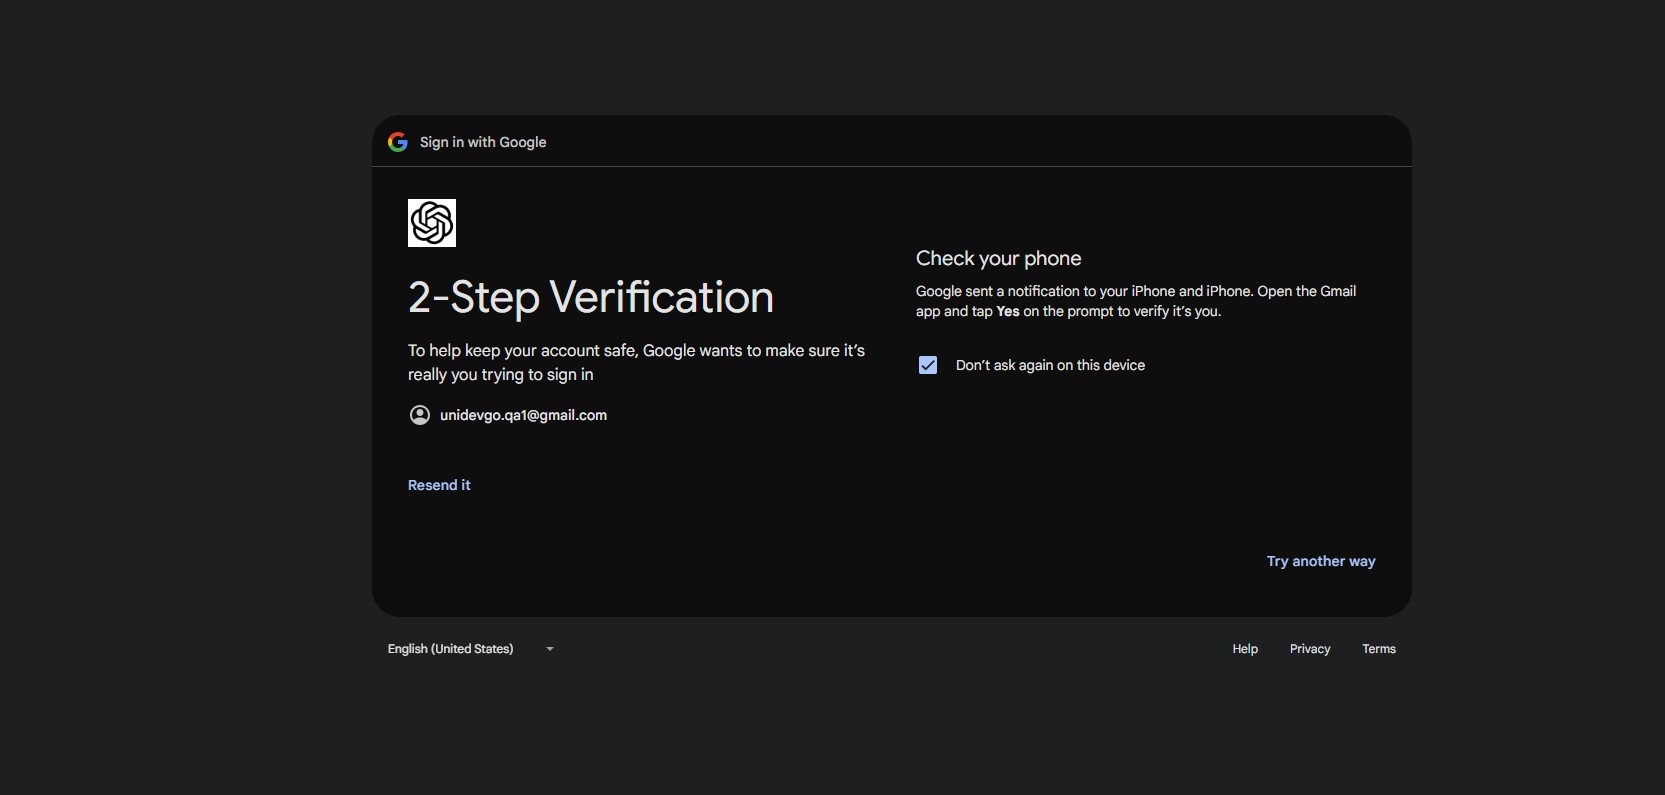 Sign in with Google
2-Step Verification
To help keep your account safe, Google wants to make sure it’s
really you trying to sign in
unidevgo.qa1@gmail.com
Resend it
Check your phone
Google sent a notification to your iPhone and iPhone. Open the Gmail
app and tap Yes on the prompt to verify it’s you.
Don’t ask again on this device
Try another way
English (United States)
Help
Privacy
Terms